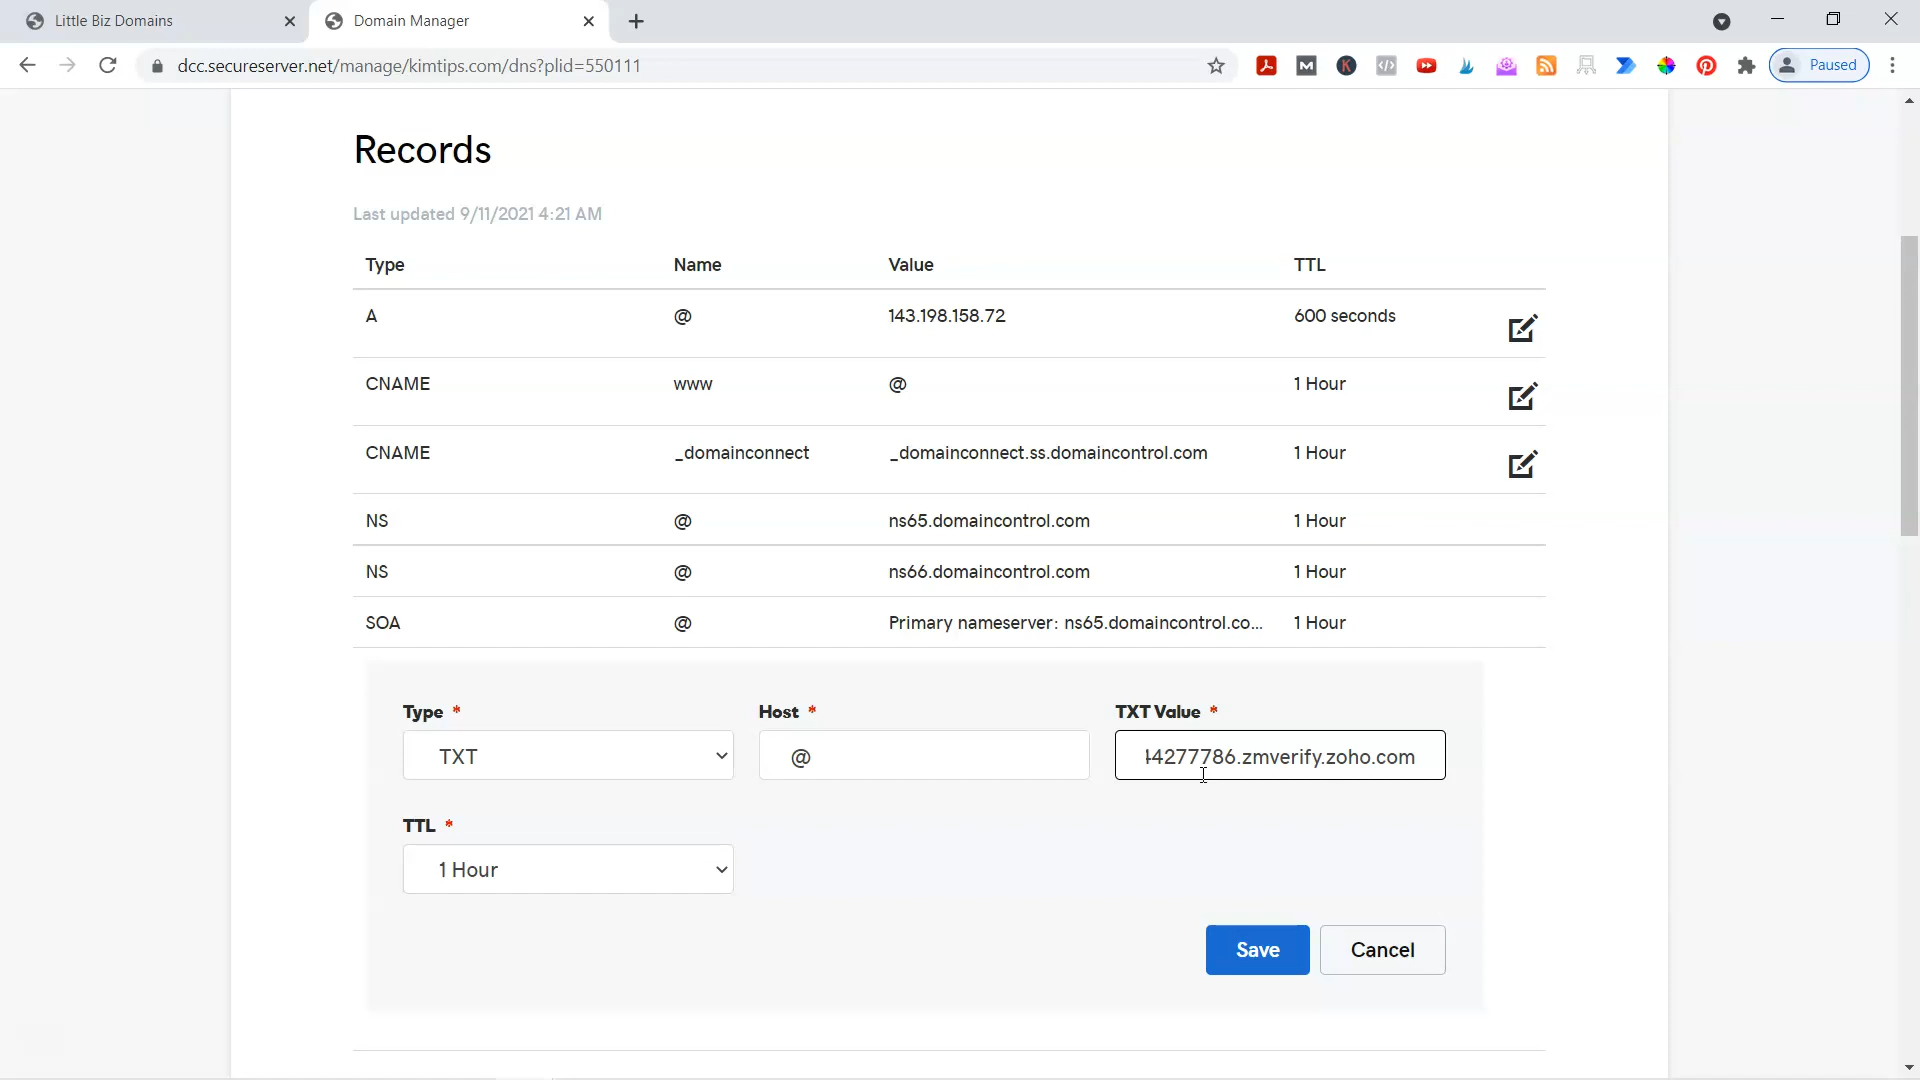 Little Biz Domains
Domain Manager
dcc.secureserver.net/manage/kimtips.com/dns?plid=550111
Paused
Records
Last updated 9/11/2021 4:21 AM
Type Name Value TTL
A @ 143.198.158.72 600 seconds
CNAME www @ 1 Hour
CNAME _domainconnect _domainconnect.ss.domaincontrol.com 1 Hour
NS @ ns65.domaincontrol.com 1 Hour
NS @ ns66.domaincontrol.com 1 Hour
SOA @ Primary nameserver: ns65.domaincontrol.co... 1 Hour
Type * Host * TXT Value *
TXT @ 44277786.zmverify.zoho.com
TTL *
1 Hour
Save Cancel